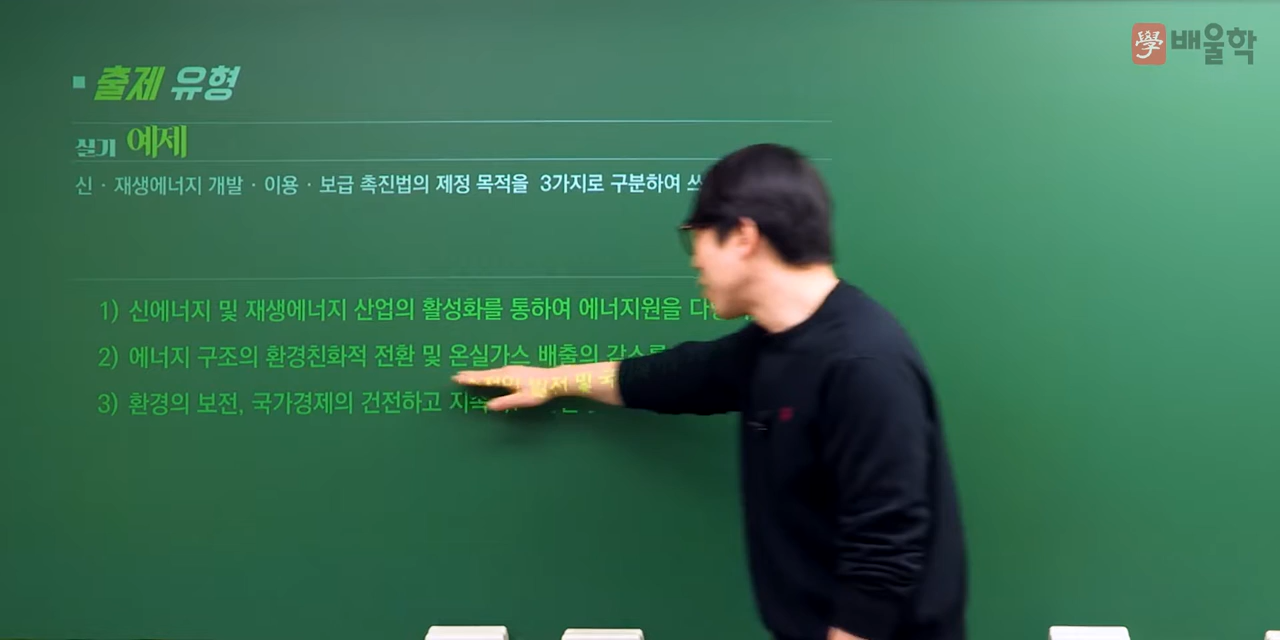 學 배울학
출제 유형
실기 예제
신 · 재생에너지 개발 · 이용 · 보급 촉진법의 제정 목적을 3가지로 구분하여
1) 신에너지 및 재생에너지 산업의 활성화를 통하여 에너지원을
2) 에너지 구조의 환경친화적 전환 및 온실가스 배출의
3) 환경의 보전, 국가경제의 건전하고